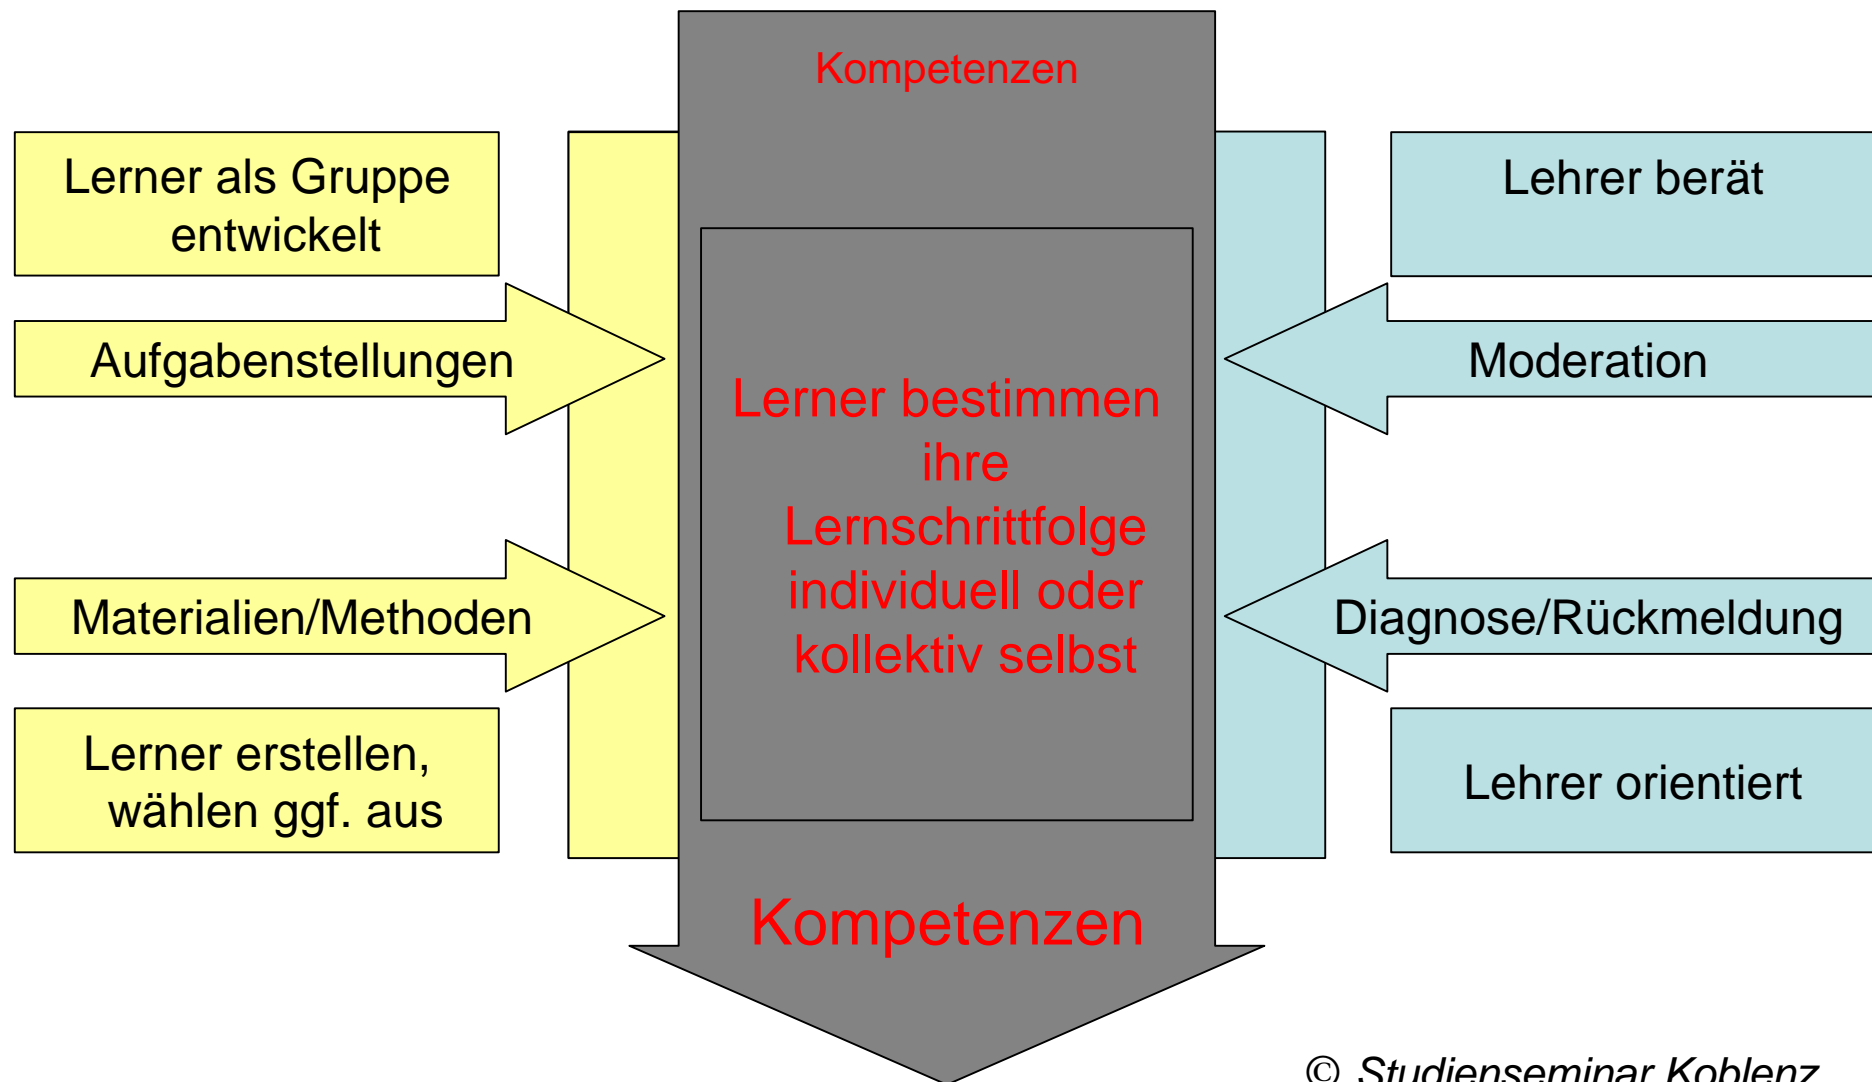 Kompetenzen
Lerner als Gruppe
entwickelt
Lehrer berät
Aufgabenstellungen
Moderation
Lerner bestimmen
ihre
Lernschrittfolge
individuell oder
kollektiv selbst
Materialien/Methoden
Diagnose/Rückmeldung
Lerner erstellen,
wählen ggf. aus
Lehrer orientiert
Kompetenzen
© Studienseminar Koblenz